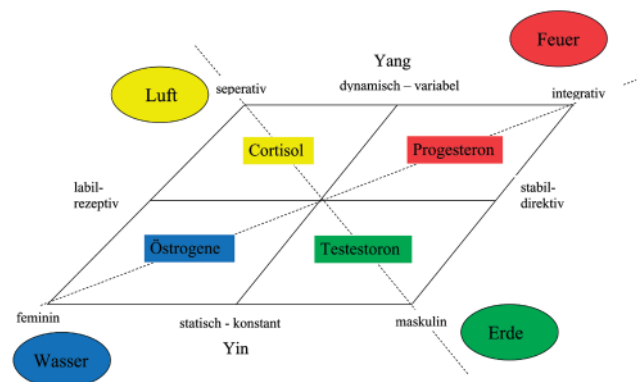 Feuer
Yang
Luft
seperativ
dynamisch – variabel
integrativ
Cortisol
Progesteron
labil-
rezeptiv
stabil-
direktiv
Östrogene
Testestoron
feminin
statisch - konstant
maskulin
Wasser
Yin
Erde